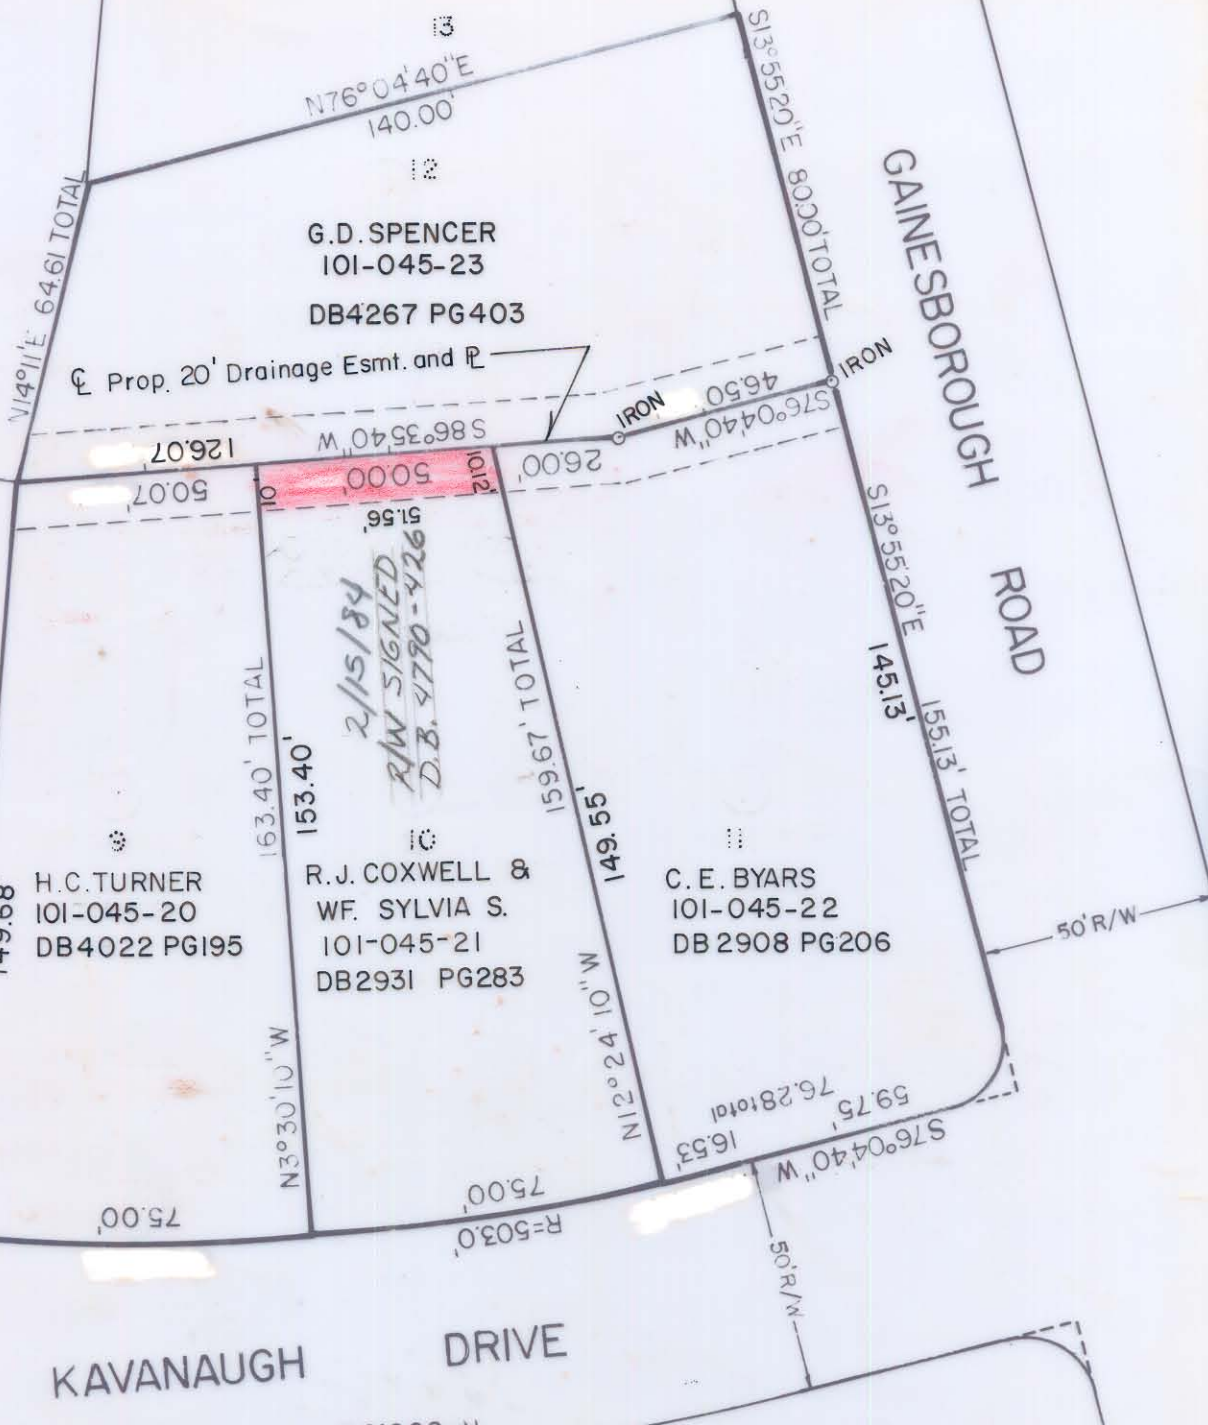 13
N76°04'40"E
140.00'
S13°55'20"E 80.00' TOTAL
12
G.D. SPENCER
101-045-23
DB4267 PG403
N14°11'E 64.61 TOTAL
GAINESBOROUGH ROAD
℄ Prop. 20' Drainage Esmt. and ⅊
IRON
IRON
46.50'
S76°04'40"W
126.07'
S86°35'40"W
50.07'
10'
50.00'
10.12'
26.00'
51.56'
2/15/84
R/W SIGNED
D.B. 4790-426
S13°55'20"E
145.13'
155.13' TOTAL
163.40' TOTAL
153.40'
159.67' TOTAL
149.55'
9
H.C. TURNER
101-045-20
DB4022 PG195
10
R.J. COXWELL &
WF. SYLVIA S.
101-045-21
DB2931 PG283
11
C.E. BYARS
101-045-22
DB 2908 PG 206
50' R/W
N3°30'10"W
N12°24'10"W
76.28 total
16.53'
59.75'
S76°04'40"W
75.00'
75.00'
R=503.0'
50' R/W
KAVANAUGH DRIVE